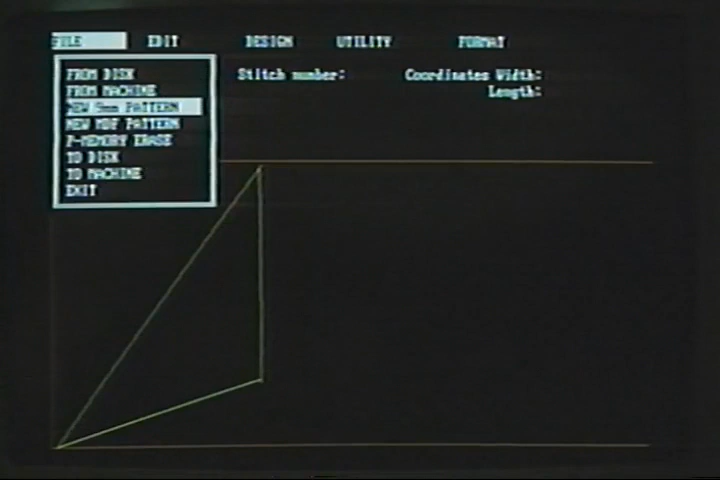 FILE EDIT DESIGN UTILITY FORMAT
FROM DISK
FROM MACHINE
NEW 9mm PATTERN
NEW MDF PATTERN
P-MEMORY ERASE
TO DISK
TO MACHINE
EXIT
Stitch number: Coordinates Width:
Length: